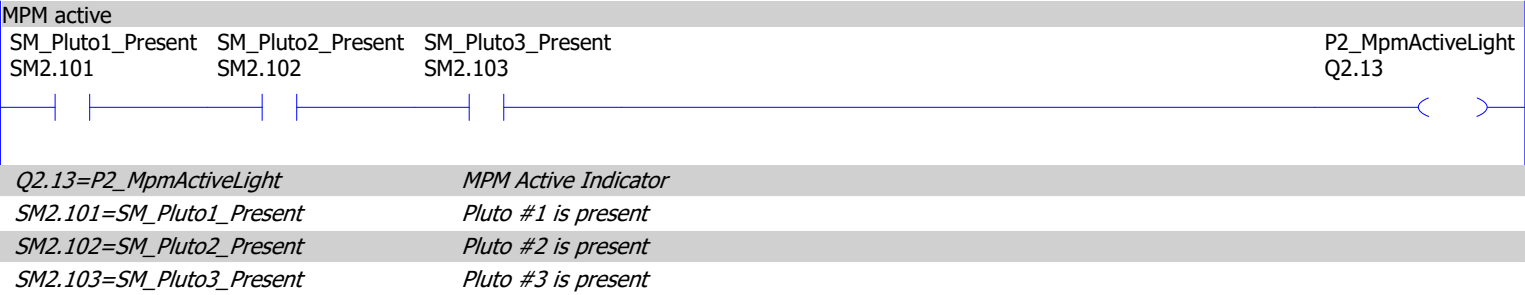 MPM active
SM_Pluto1_Present SM_Pluto2_Present SM_Pluto3_Present P2_MpmActiveLight
SM2.101 SM2.102 SM2.103 Q2.13
Q2.13=P2_MpmActiveLight MPM Active Indicator
SM2.101=SM_Pluto1_Present Pluto #1 is present
SM2.102=SM_Pluto2_Present Pluto #2 is present
SM2.103=SM_Pluto3_Present Pluto #3 is present